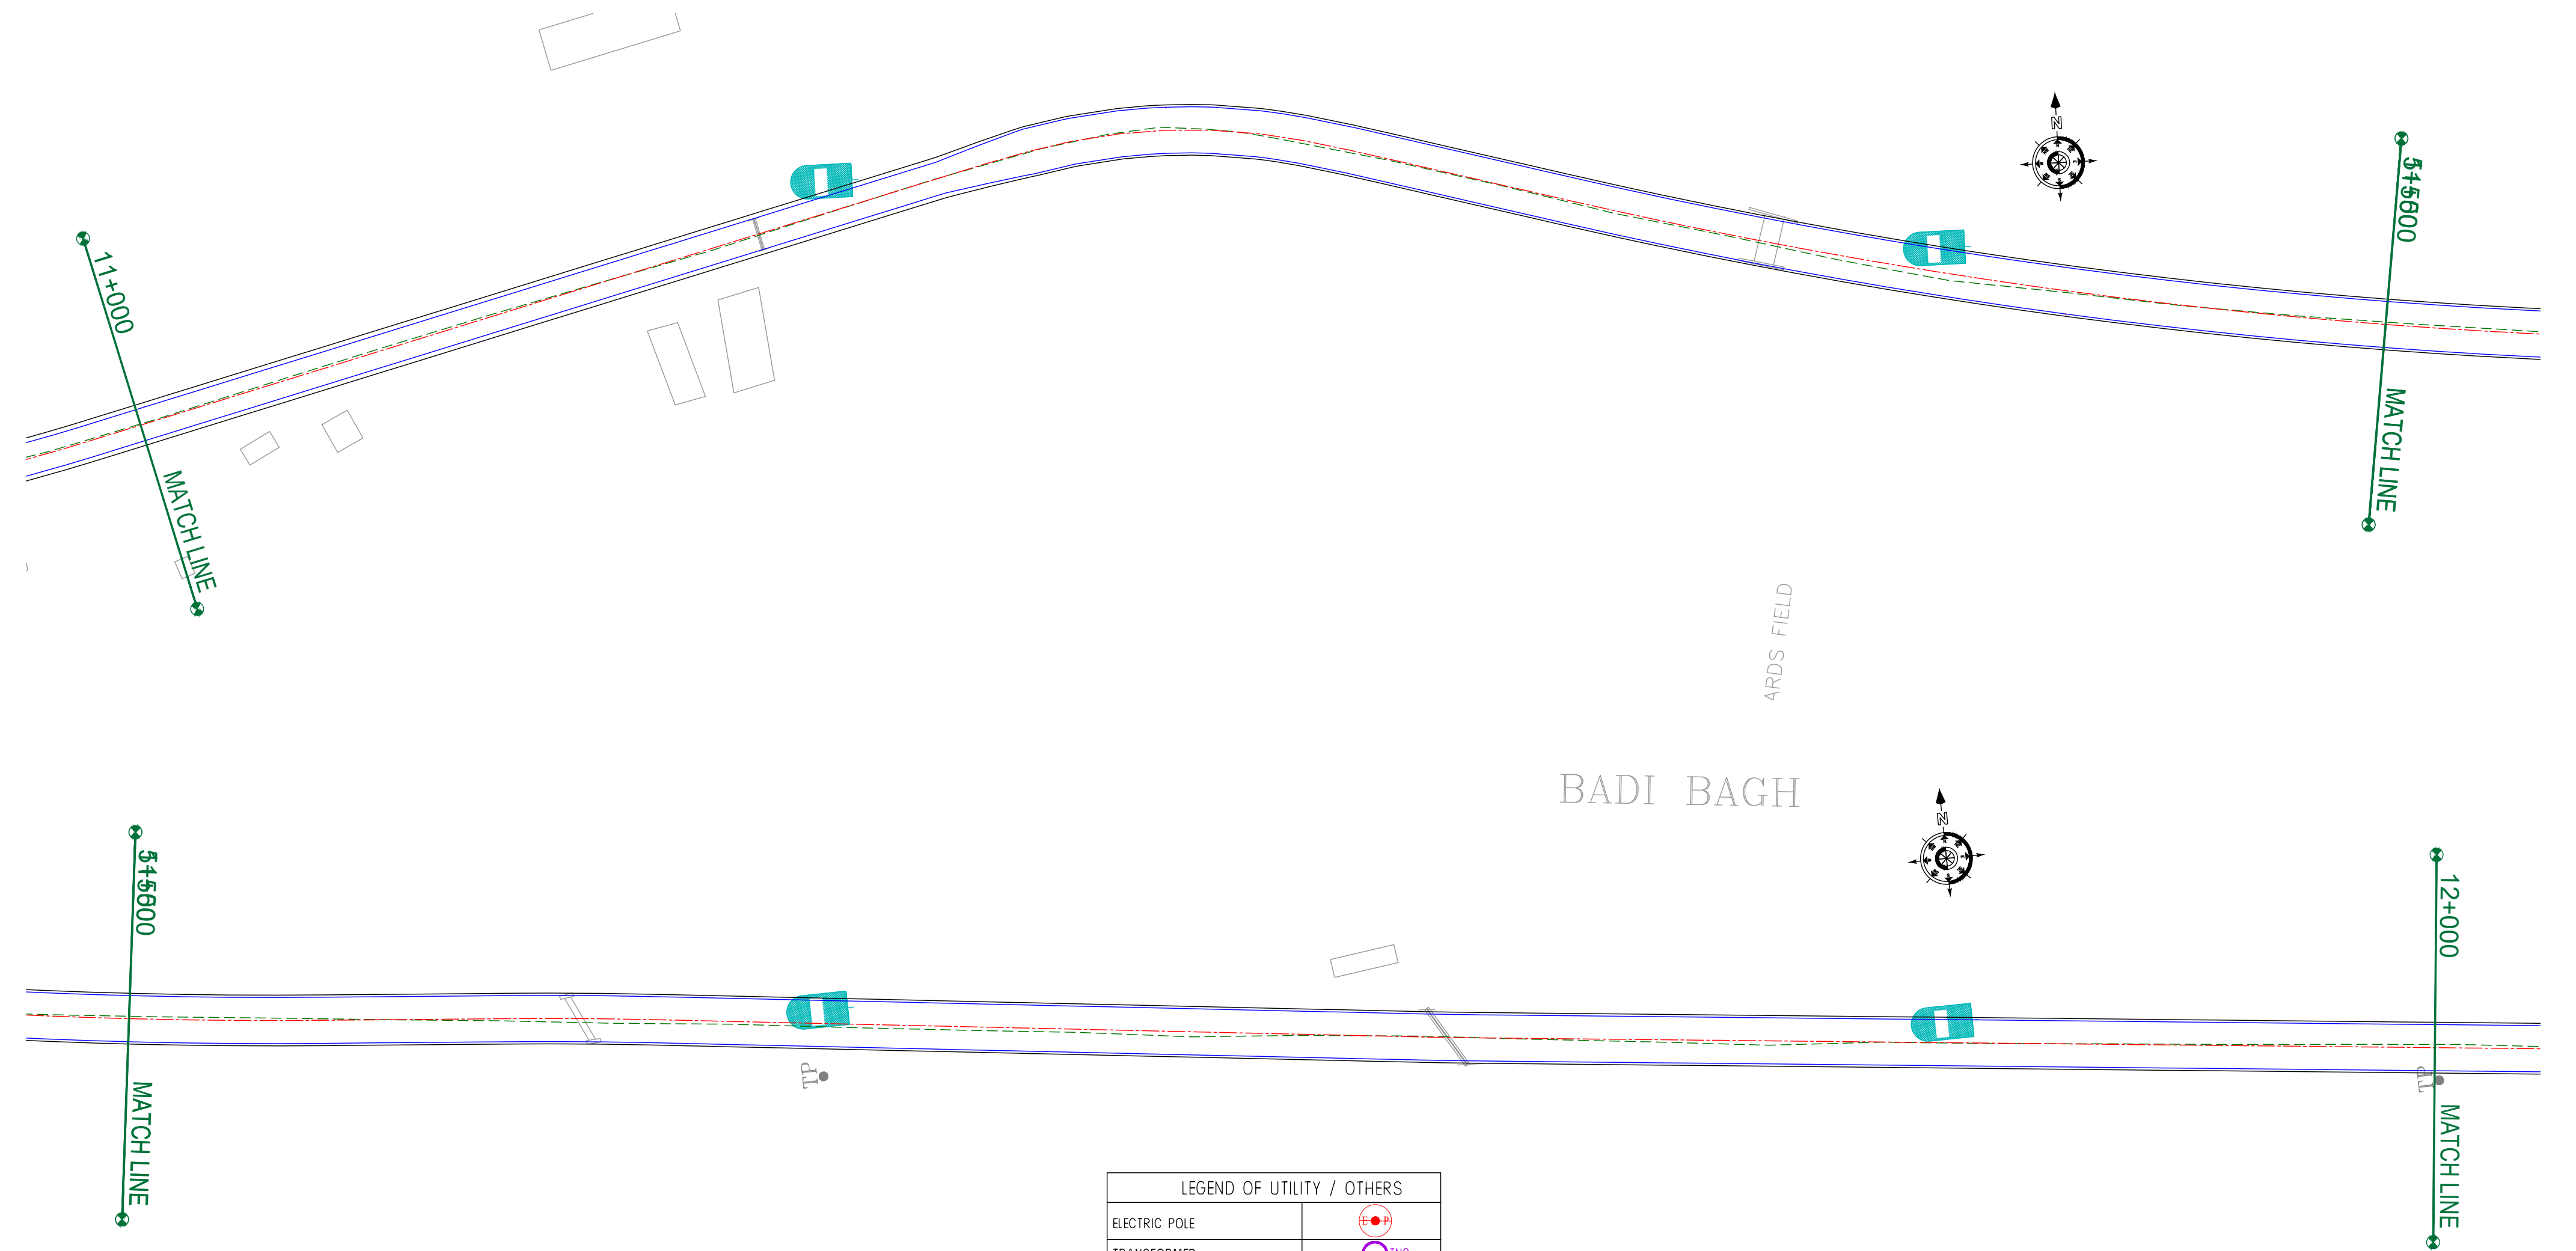 N
11+000
MATCH LINE
MATCH LINE
ARDS FIELD
BADI BAGH
N
12+000
TP
TP
MATCH LINE
MATCH LINE
LEGEND OF UTILITY / OTHERS
ELECTRIC POLE
E P